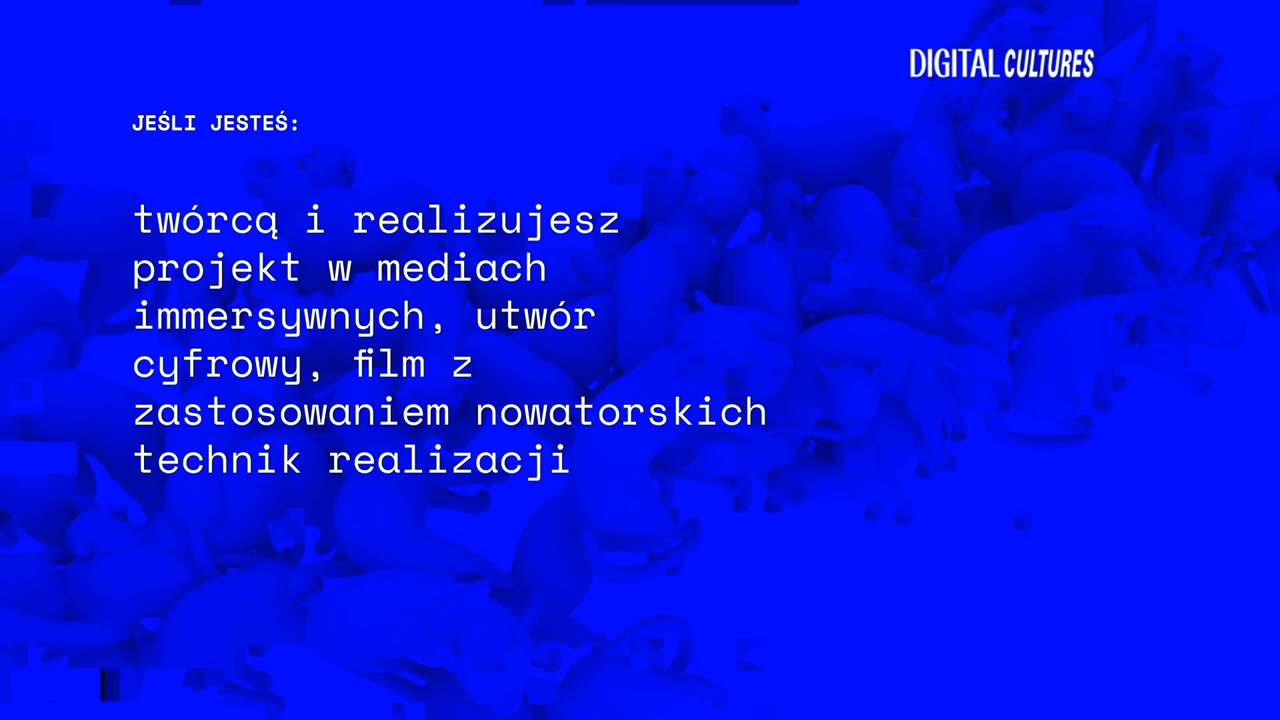 DIGITAL CULTURES
JEŚLI JESTEŚ:
twórcą i realizujesz
projekt w mediach
immersywnych, utwór
cyfrowy, film z
zastosowaniem nowatorskich
technik realizacji